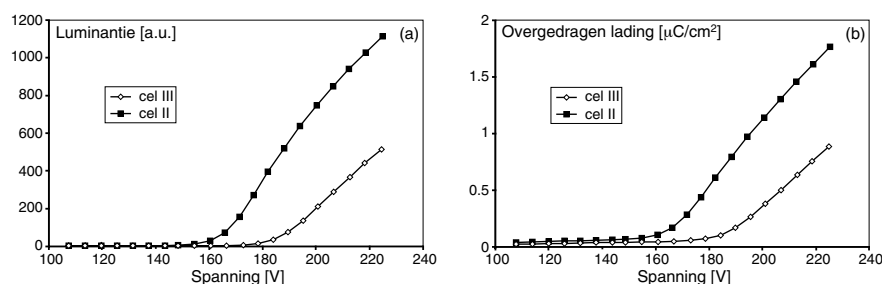 Luminantie [a.u.]
(a)
1200
1000
800
600
400
200
0
cel III
cel II
100 120 140 160 180 200 220 240
Spanning [V]
Overgedragen lading [μC/cm²]
(b)
2
1.5
1
0.5
0
cel III
cel II
100 120 140 160 180 200 220 240
Spanning [V]